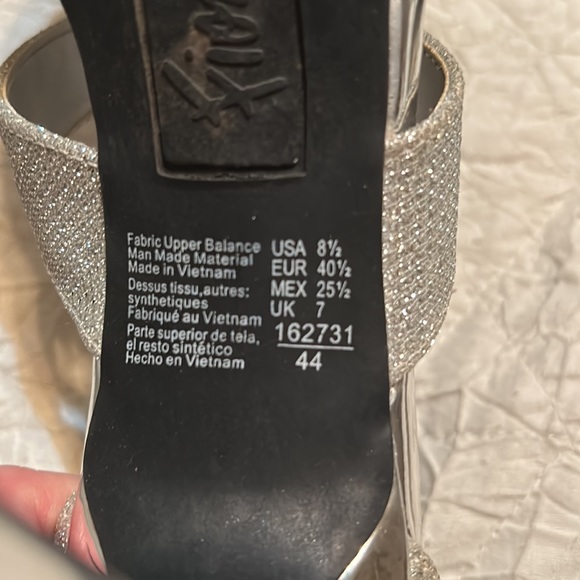 Fabric Upper Balance
Man Made Material
Made in Vietnam
Dessus tissu,autres:
synthetiques
Fabriqué au Vietnam
Parte superior de tela,
el resto sintético
Hecho en Vietnam
USA 8½
EUR 40½
MEX 25½
UK 7
162731
44